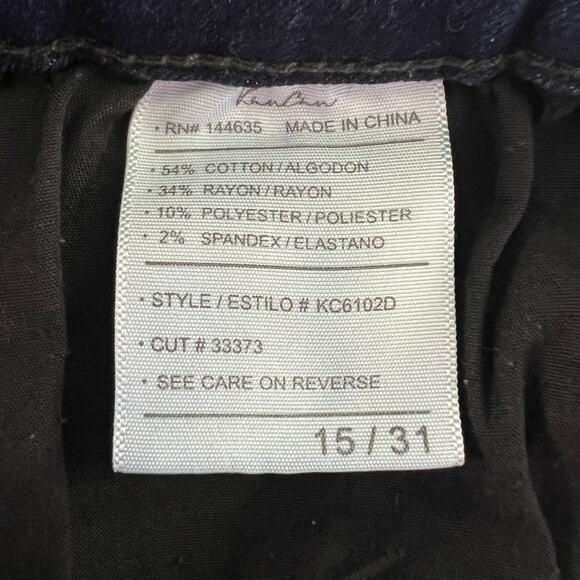 KanCan
• RN# 144635 MADE IN CHINA
• 54% COTTON / ALGODON
• 34% RAYON / RAYON
• 10% POLYESTER / POLIESTER
• 2% SPANDEX / ELASTANO
• STYLE / ESTILO # KC6102D
• CUT # 33373
• SEE CARE ON REVERSE
15 / 31